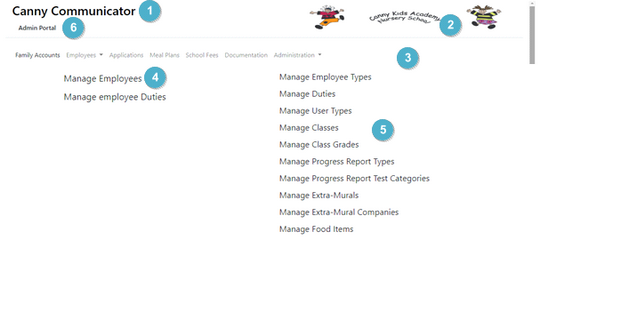 Canny Communicator 1
Canny Kids Academy
Nursery School 2
Admin Portal 6
Family Accounts Employees Applications Meal Plans School Fees Documentation Administration 3
Manage Employees 4
Manage employee Duties
Manage Employee Types
Manage Duties
Manage User Types
Manage Classes 5
Manage Class Grades
Manage Progress Report Types
Manage Progress Report Test Categories
Manage Extra-Murals
Manage Extra-Mural Companies
Manage Food Items